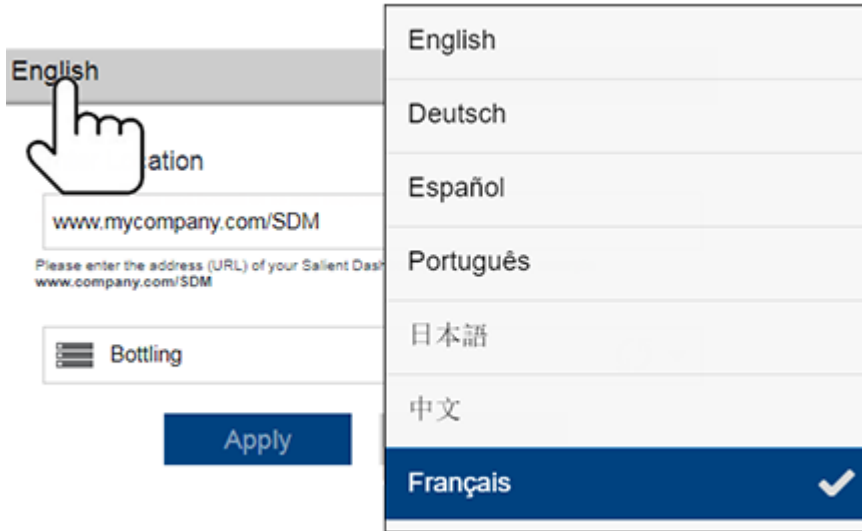 English
ation
www.mycompany.com/SDM
Please enter the address (URL) of your Salient Dash
www.company.com/SDM
Bottling
Apply
English
Deutsch
Español
Português
日本語
中文
Français